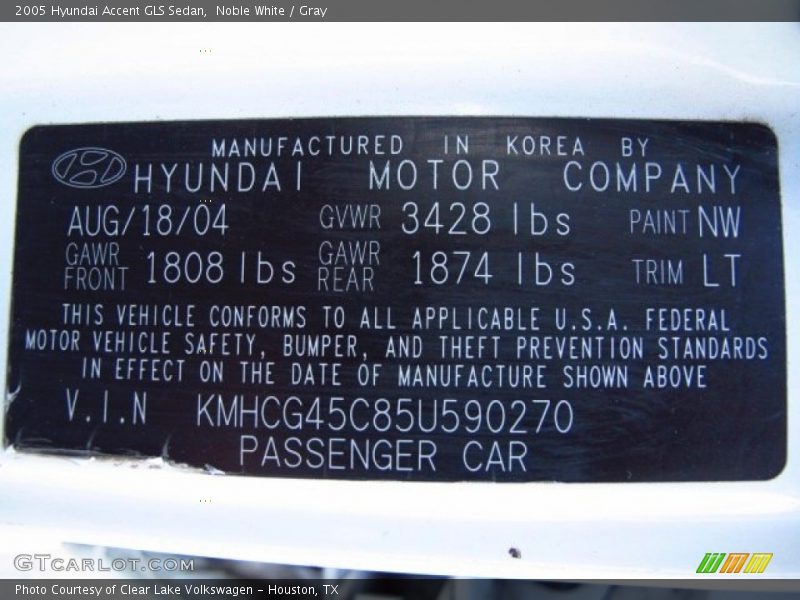 2005 Hyundai Accent GLS Sedan, Noble White / Gray
MANUFACTURED IN KOREA BY
HYUNDAI MOTOR COMPANY
AUG/18/04 GVWR 3428 lbs PAINT NW
GAWR FRONT 1808 lbs GAWR REAR 1874 lbs TRIM LT
THIS VEHICLE CONFORMS TO ALL APPLICABLE U.S.A. FEDERAL
MOTOR VEHICLE SAFETY, BUMPER, AND THEFT PREVENTION STANDARDS
IN EFFECT ON THE DATE OF MANUFACTURE SHOWN ABOVE
V.I.N KMHCG45C85U590270
PASSENGER CAR
GTCarLot.com
Photo Courtesy of Clear Lake Volkswagen - Houston, TX